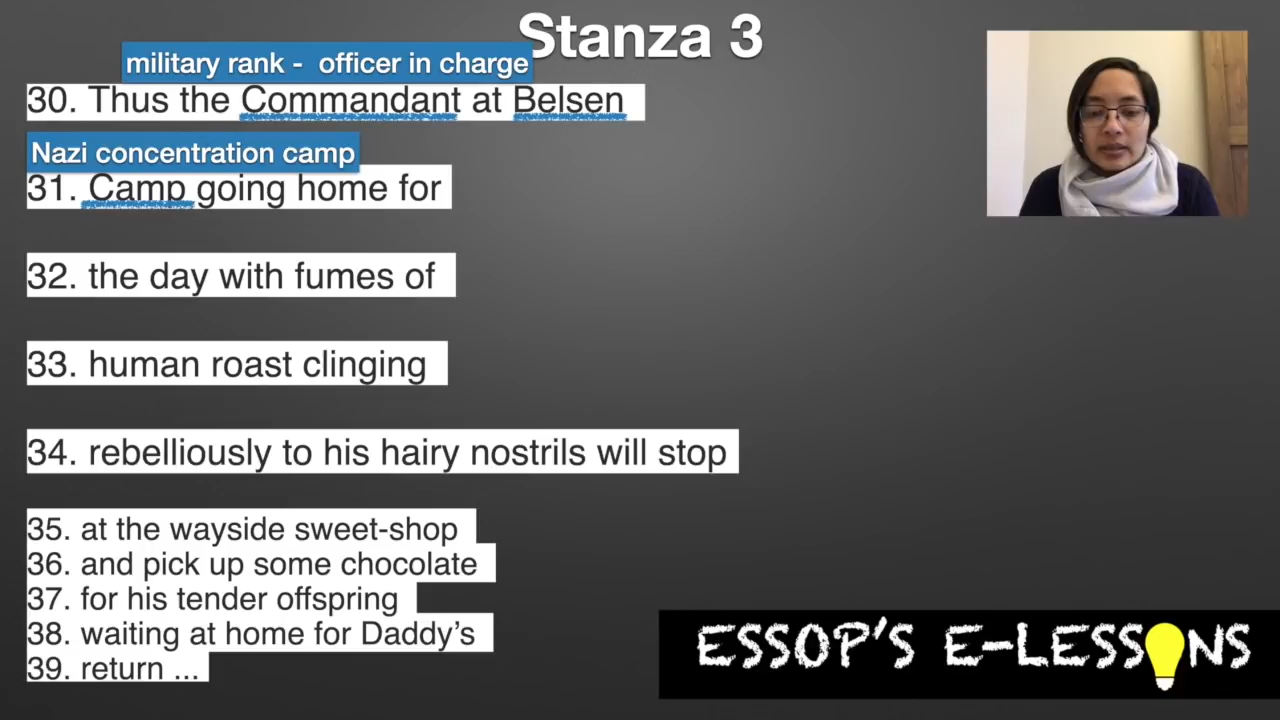 Stanza 3
military rank -  officer in charge
30. Thus the Commandant at Belsen
Nazi concentration camp
31. Camp going home for
32. the day with fumes of
33. human roast clinging
34. rebelliously to his hairy nostrils will stop
35. at the wayside sweet-shop
36. and pick up some chocolate
37. for his tender offspring
38. waiting at home for Daddy's
39. return ...
ESSOP'S E-LESSONS